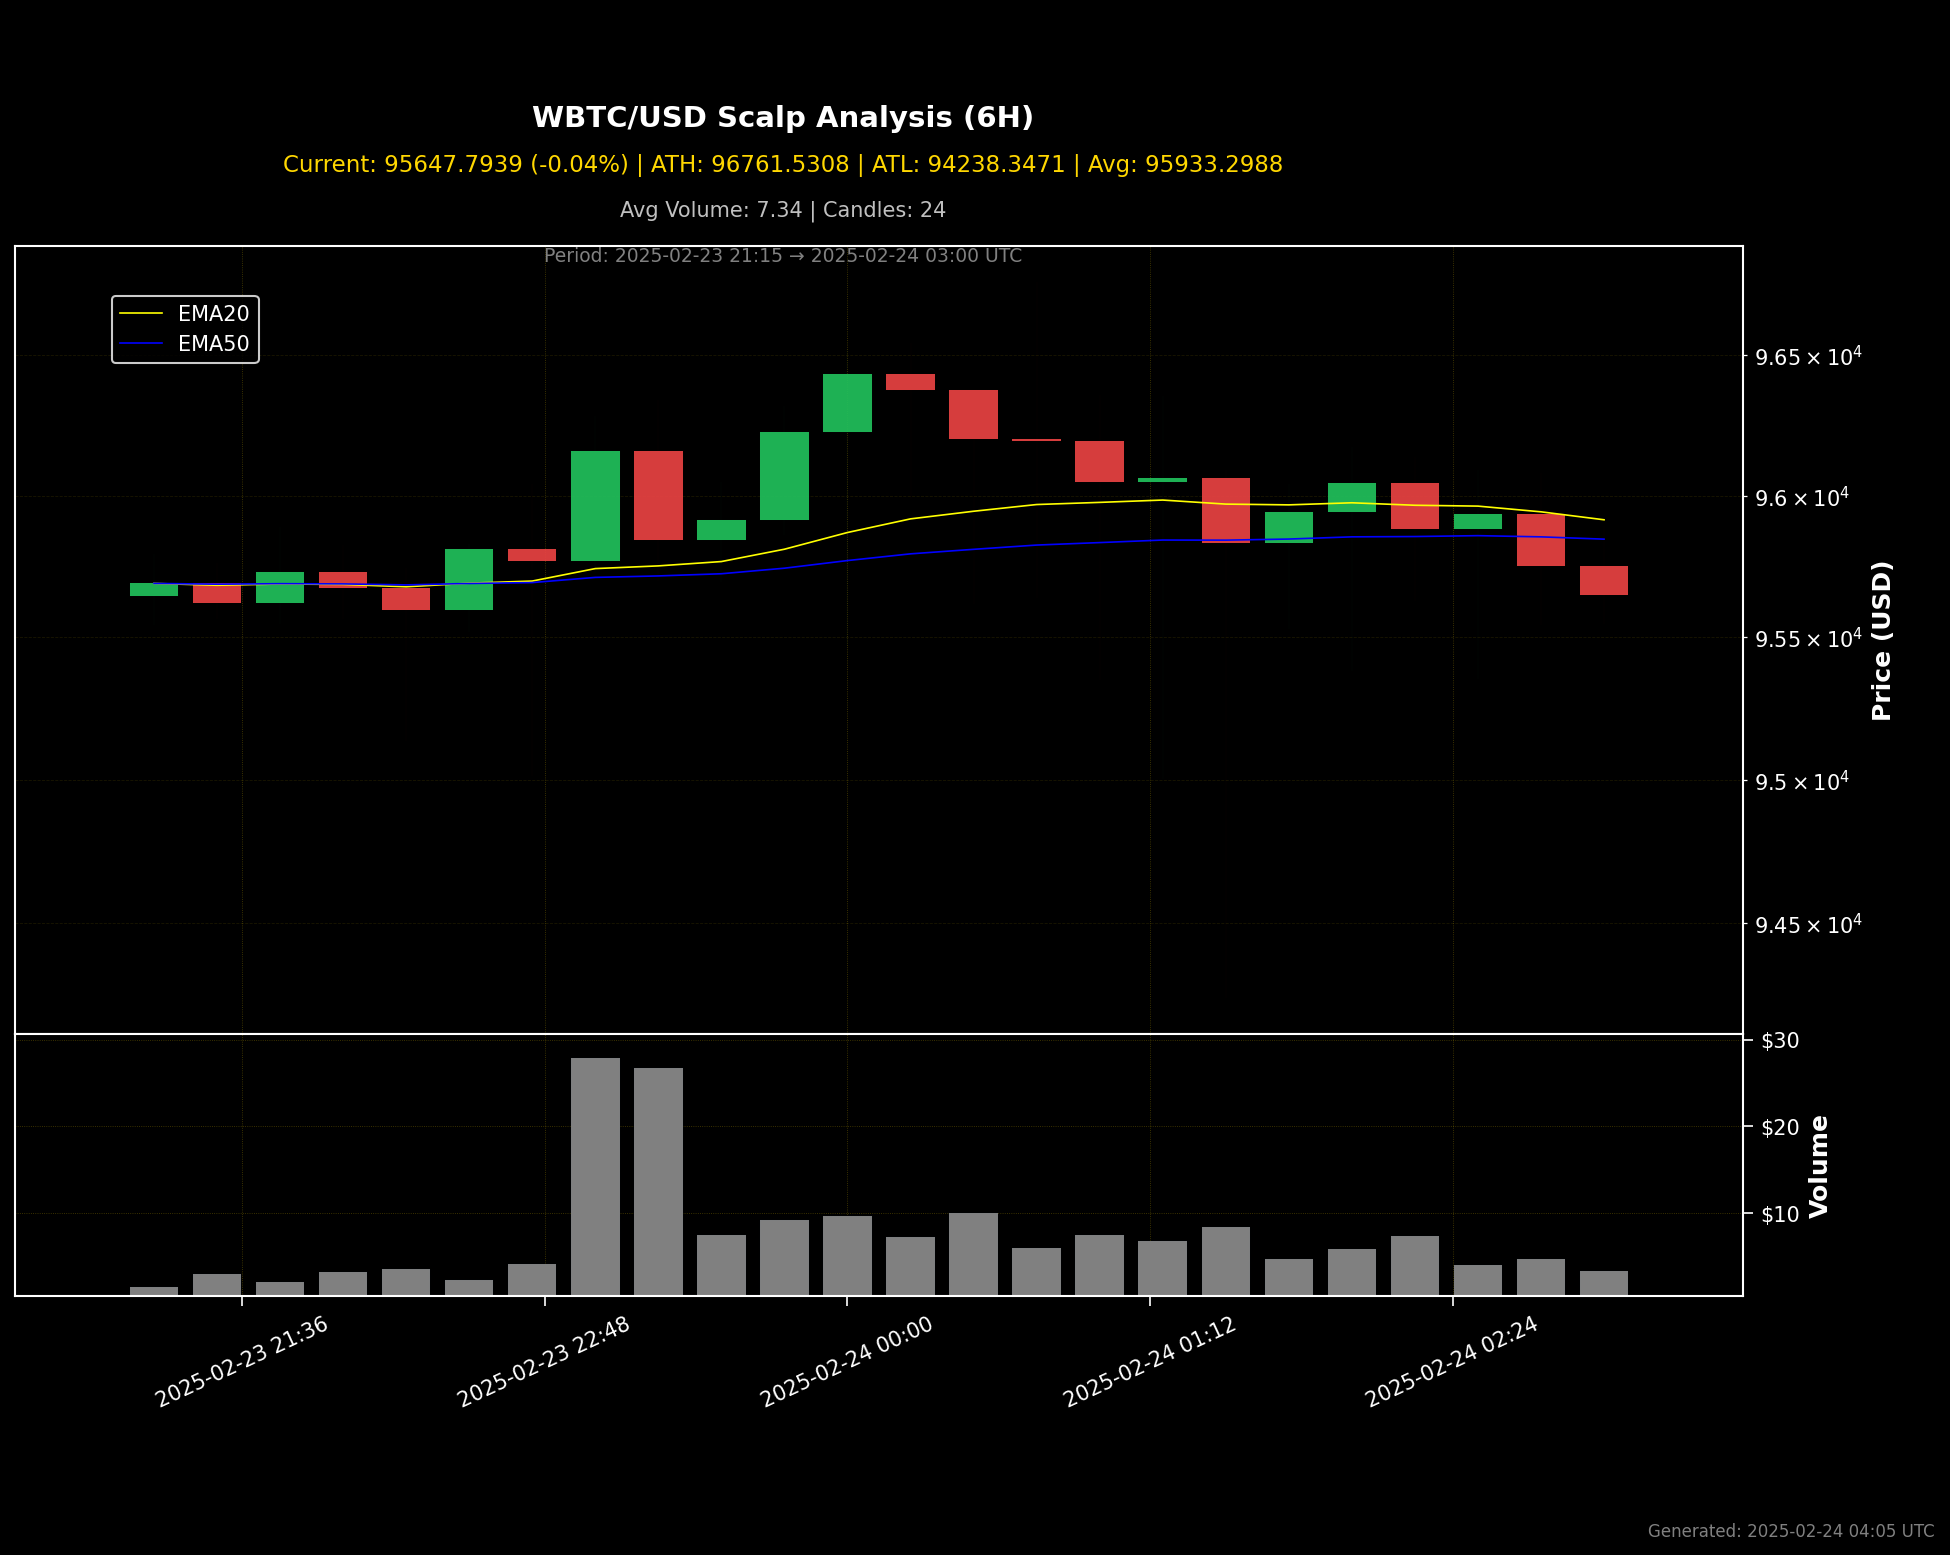 WBTC/USD Scalp Analysis (6H)
Current: 95647.7939 (-0.04%) | ATH: 96761.5308 | ATL: 94238.3471 | Avg: 95933.2988
Avg Volume: 7.34 | Candles: 24
Period: 2025-02-23 21:15 → 2025-02-24 03:00 UTC
EMA20
EMA50
9.65 × 10⁴
9.6 × 10⁴
9.55 × 10⁴
9.5 × 10⁴
9.45 × 10⁴
Price (USD)
$30
$20
$10
Volume
2025-02-23 21:36
2025-02-23 22:48
2025-02-24 00:00
2025-02-24 01:12
2025-02-24 02:24
Generated: 2025-02-24 04:05 UTC